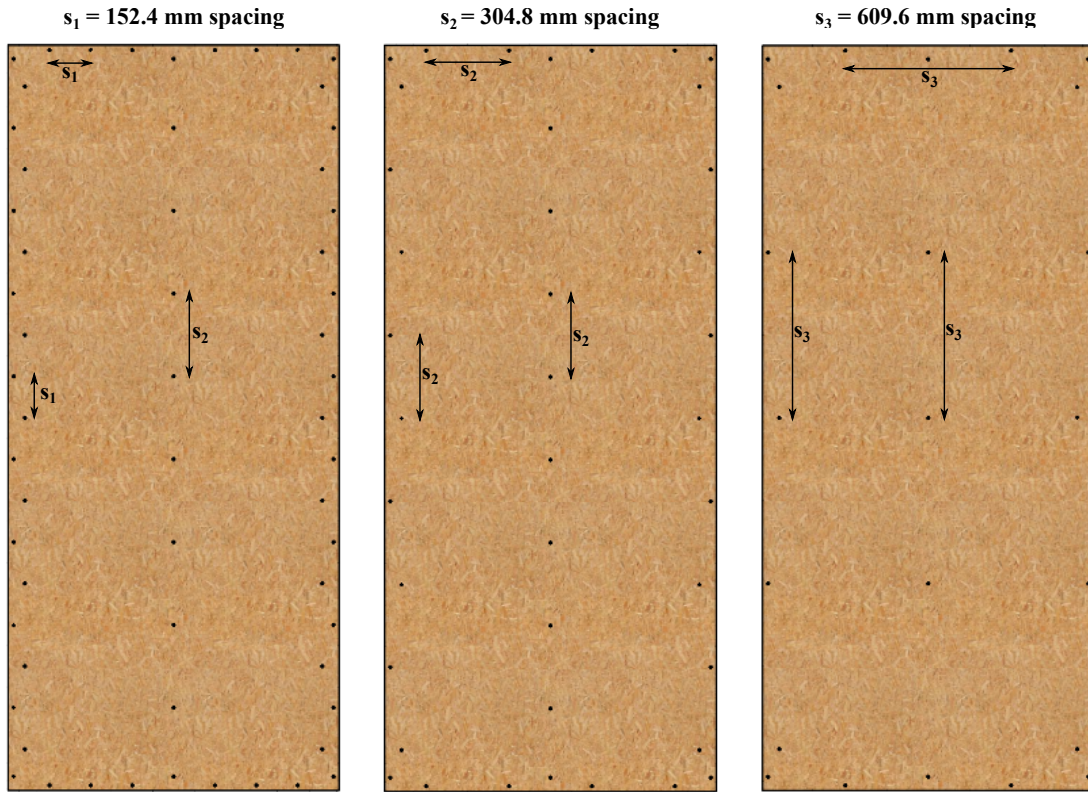 s₁ = 152.4 mm spacing
s₂ = 304.8 mm spacing
s₃ = 609.6 mm spacing
s₁
s₂
s₃
s₂
s₁
s₂
s₂
s₃
s₃